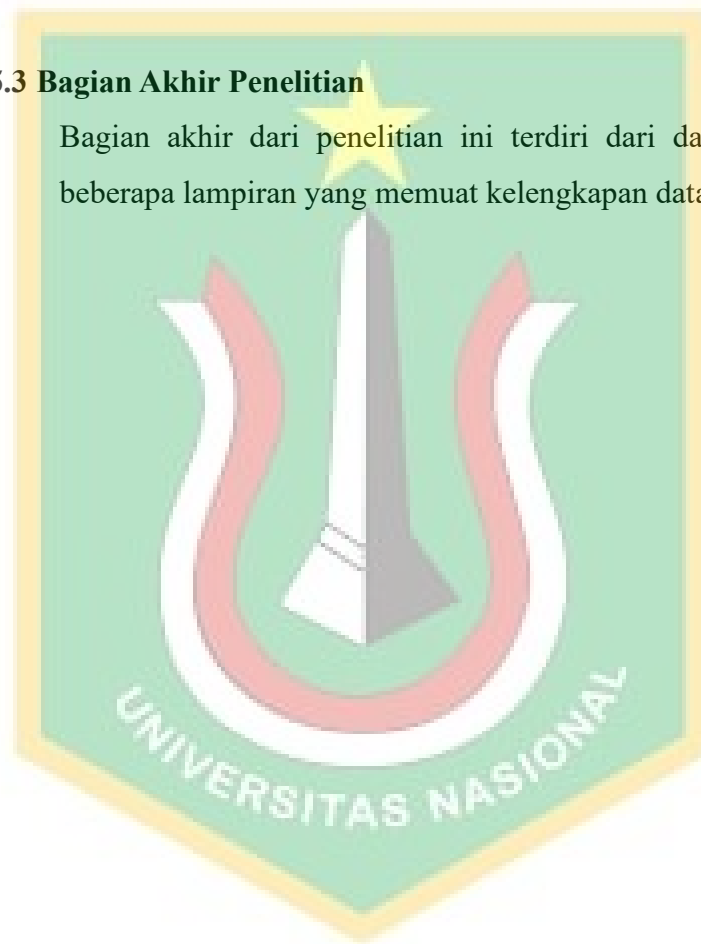 .3 Bagian Akhir Penelitian
Bagian akhir dari penelitian ini terdiri dari
beberapa lampiran yang memuat kelengkapan data
UNIVERSITAS NASIONAL